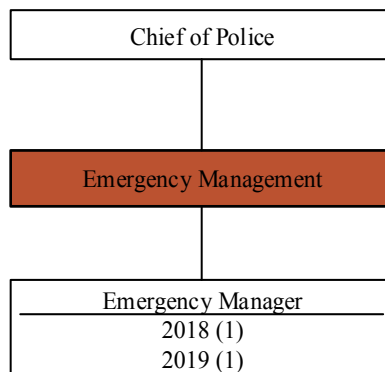 Chief of Police
Emergency Management
Emergency Manager
2018 (1)
2019 (1)